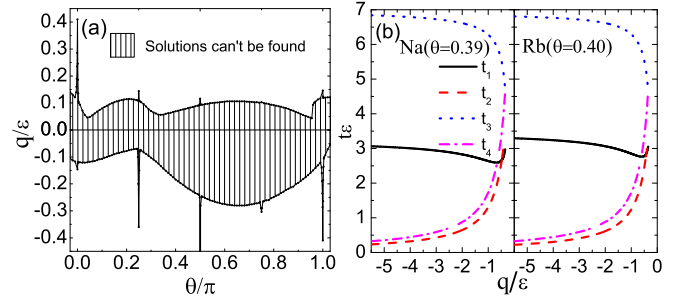 (a)
Solutions can't be found
q/ε
0.4
0.3
0.2
0.1
0.0
-0.1
-0.2
-0.3
-0.4
0.0 0.2 0.4 0.6 0.8 1.0
θ/π
(b)
Na(θ=0.39)
Rb(θ=0.40)
t₁
t₂
t₃
t₄
tε
7
6
5
4
3
2
1
0
-5 -4 -3 -2 -1 -5 -4 -3 -2 -1 0
q/ε